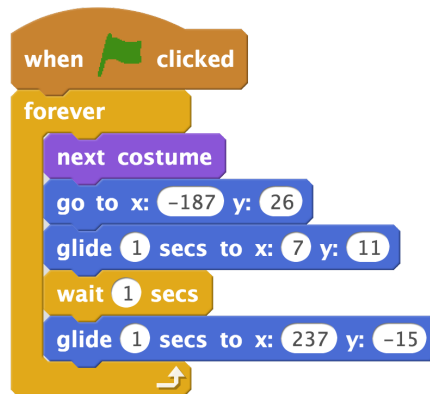 when clicked
forever
next costume
go to x: -187 y: 26
glide 1 secs to x: 7 y: 11
wait 1 secs
glide 1 secs to x: 237 y: -15